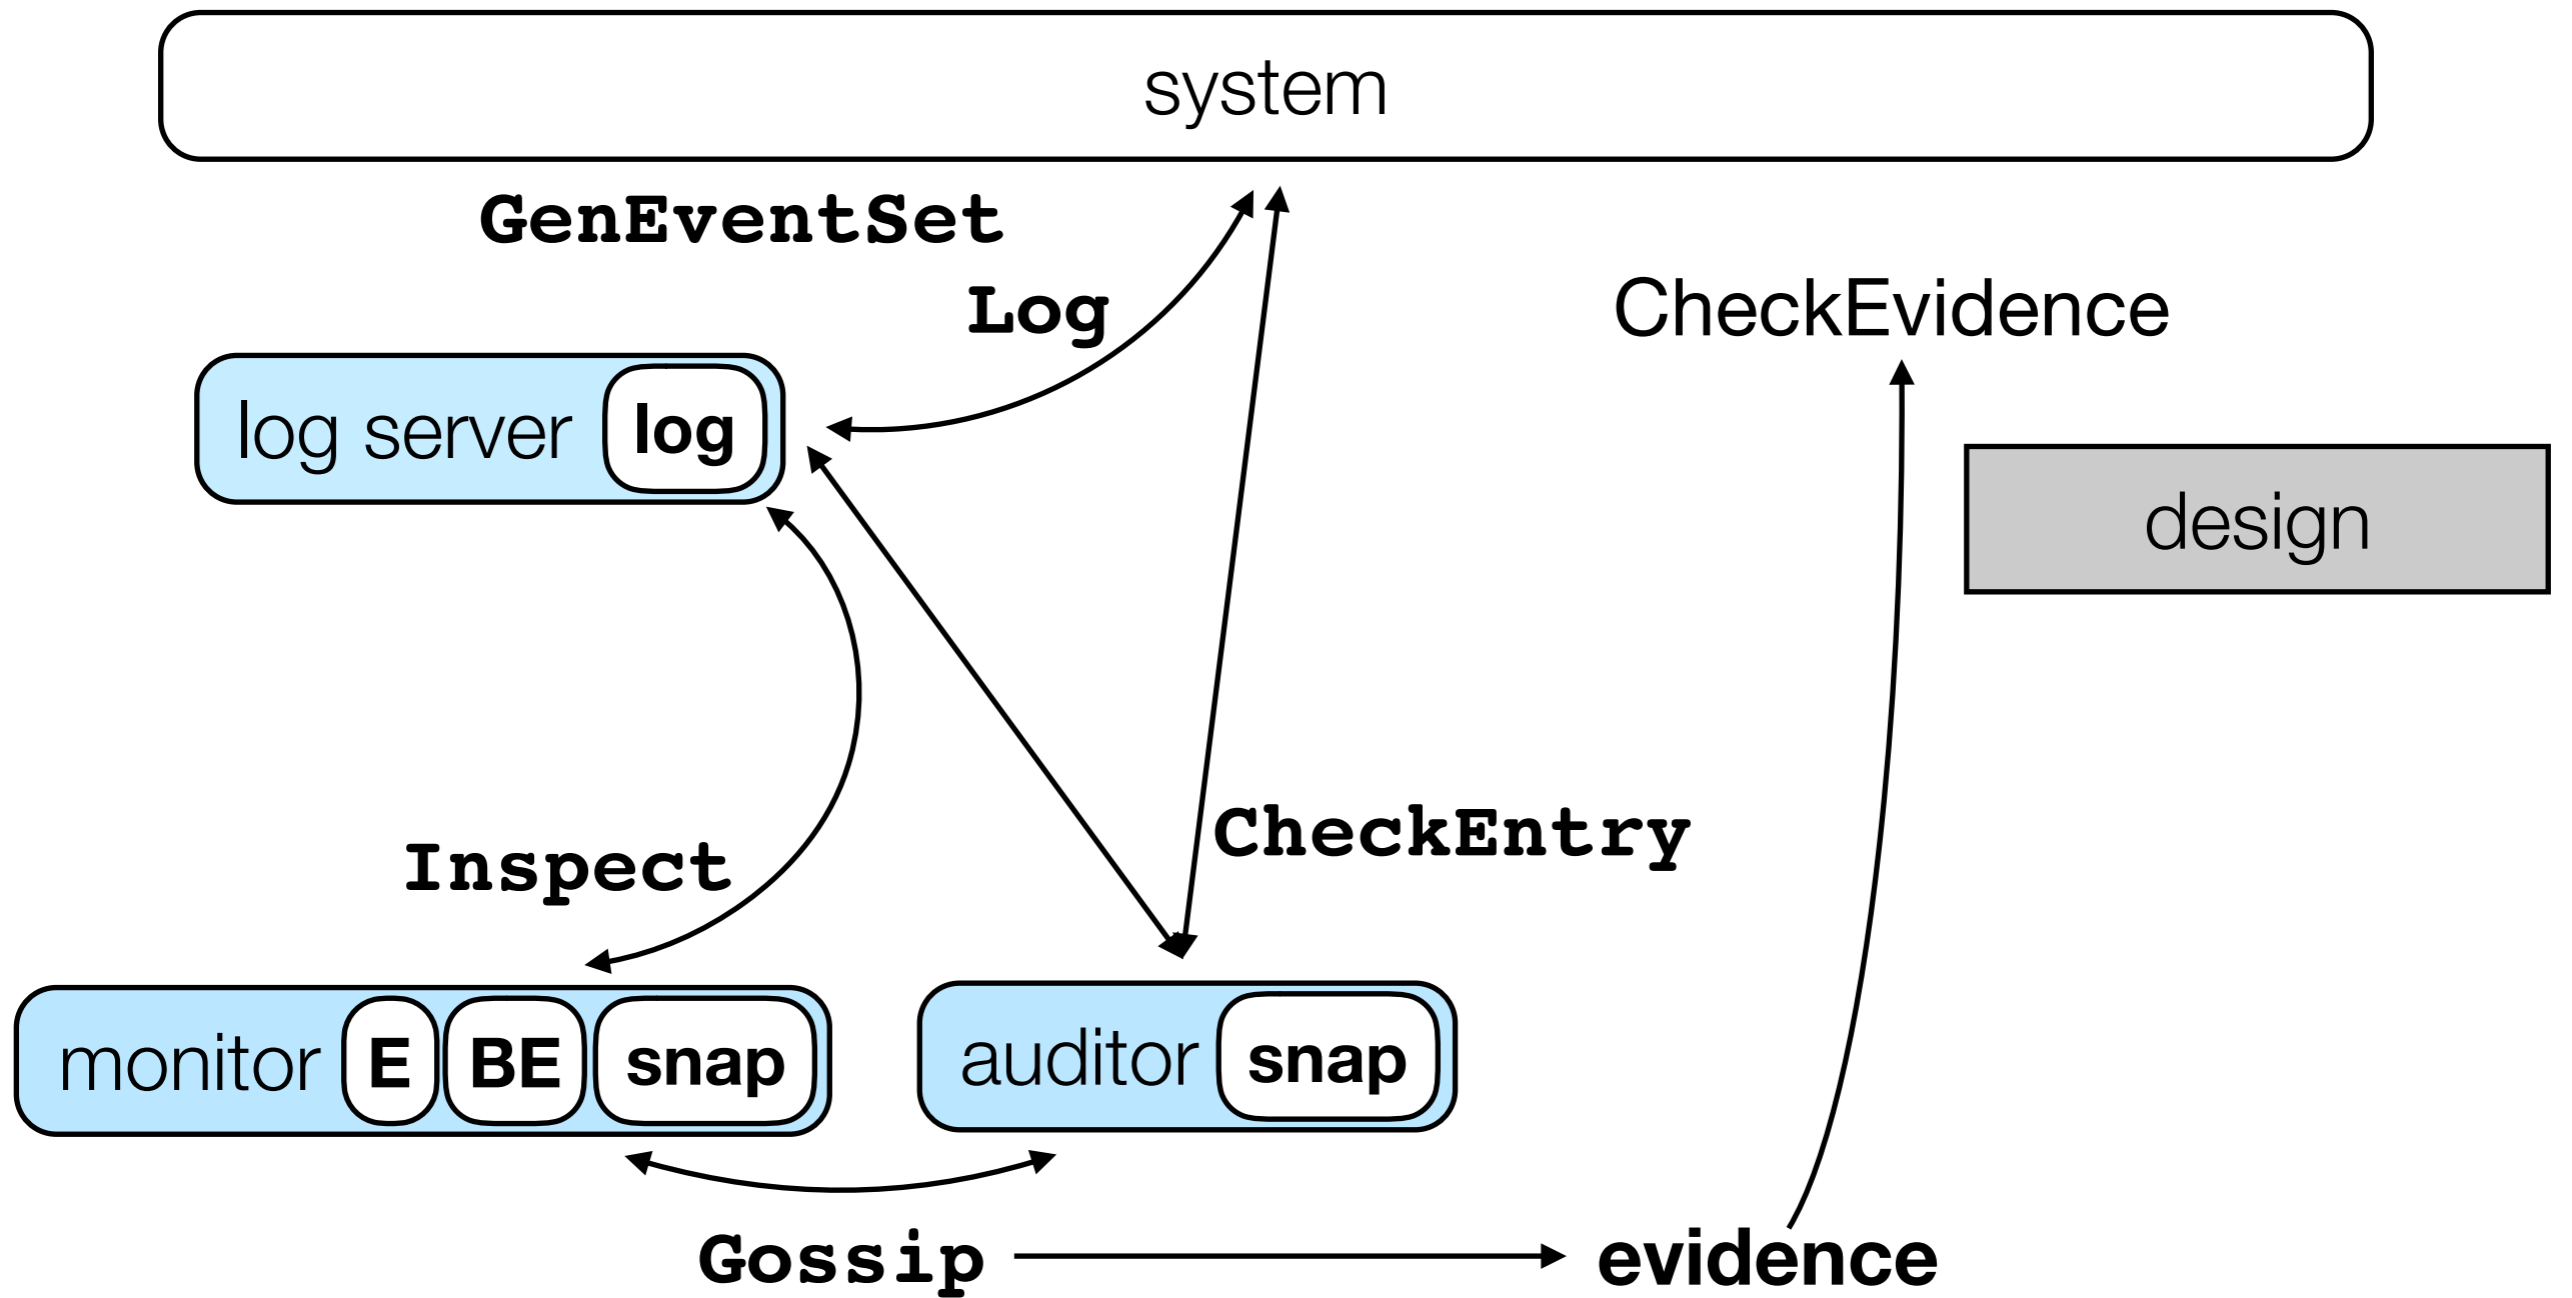 system
GenEventSet
Log
CheckEvidence
log server log
design
CheckEntry
Inspect
monitor E BE snap
auditor snap
Gossip
evidence